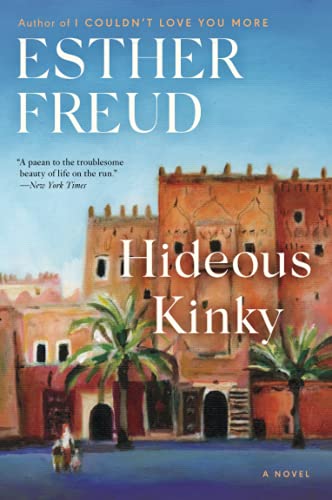 Author of I COULDN'T LOVE YOU MORE
ESTHER
FREUD
“A paean to the troublesome
beauty of life on the run.”
—New York Times
Hideous
Kinky
A NOVEL